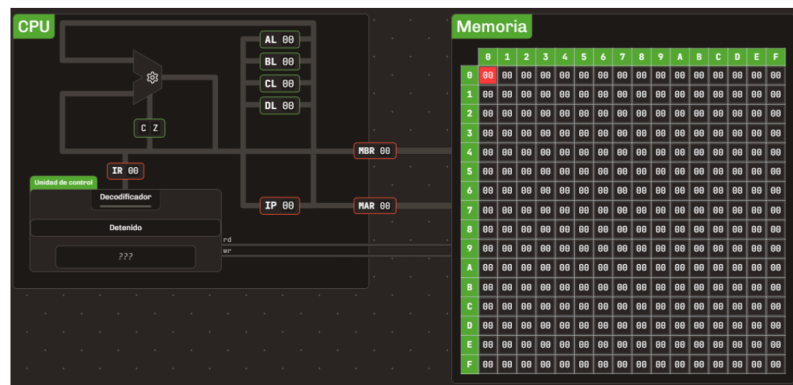 CPU
AL 00
BL 00
CL 00
DL 00
C Z
MBR 00
IR 00
Unidad de control
Decodificador
IP 00
MAR 00
Detenido
???
rd
wr
Memoria
0 1 2 3 4 5 6 7 8 9 A B C D E F
0 00 00 00 00 00 00 00 00 00 00 00 00 00 00 00 00
1 00 00 00 00 00 00 00 00 00 00 00 00 00 00 00 00
2 00 00 00 00 00 00 00 00 00 00 00 00 00 00 00 00
3 00 00 00 00 00 00 00 00 00 00 00 00 00 00 00 00
4 00 00 00 00 00 00 00 00 00 00 00 00 00 00 00 00
5 00 00 00 00 00 00 00 00 00 00 00 00 00 00 00 00
6 00 00 00 00 00 00 00 00 00 00 00 00 00 00 00 00
7 00 00 00 00 00 00 00 00 00 00 00 00 00 00 00 00
8 00 00 00 00 00 00 00 00 00 00 00 00 00 00 00 00
9 00 00 00 00 00 00 00 00 00 00 00 00 00 00 00 00
A 00 00 00 00 00 00 00 00 00 00 00 00 00 00 00 00
B 00 00 00 00 00 00 00 00 00 00 00 00 00 00 00 00
C 00 00 00 00 00 00 00 00 00 00 00 00 00 00 00 00
D 00 00 00 00 00 00 00 00 00 00 00 00 00 00 00 00
E 00 00 00 00 00 00 00 00 00 00 00 00 00 00 00 00
F 00 00 00 00 00 00 00 00 00 00 00 00 00 00 00 00